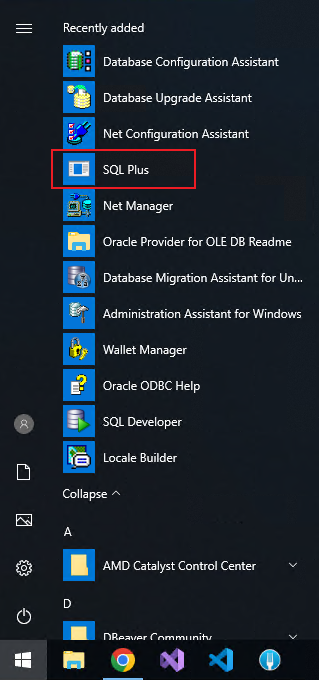 Recently added
Database Configuration Assistant
Database Upgrade Assistant
Net Configuration Assistant
SQL Plus
Net Manager
Oracle Provider for OLE DB Readme
Database Migration Assistant for Un...
Administration Assistant for Windows
Wallet Manager
Oracle ODBC Help
SQL Developer
Locale Builder
Collapse
A
AMD Catalyst Control Center
D
DBeaver Community